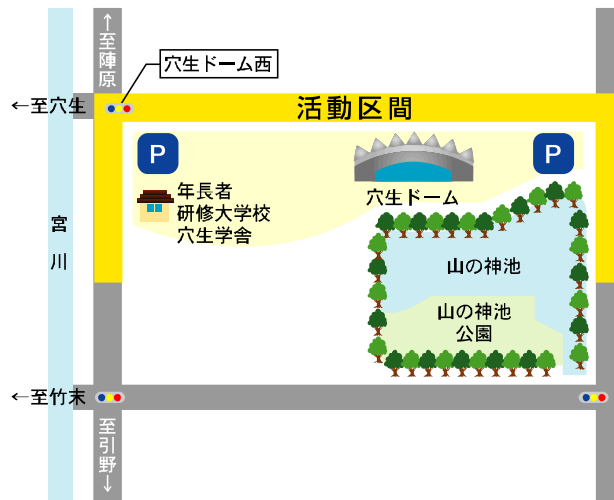 ↑至陣原
穴生ドーム西
←至穴生
活動区間
P
P
年長者
研修大学校
穴生学舎
穴生ドーム
宮川
山の神池
山の神池
公園
←至竹末
至引野↓